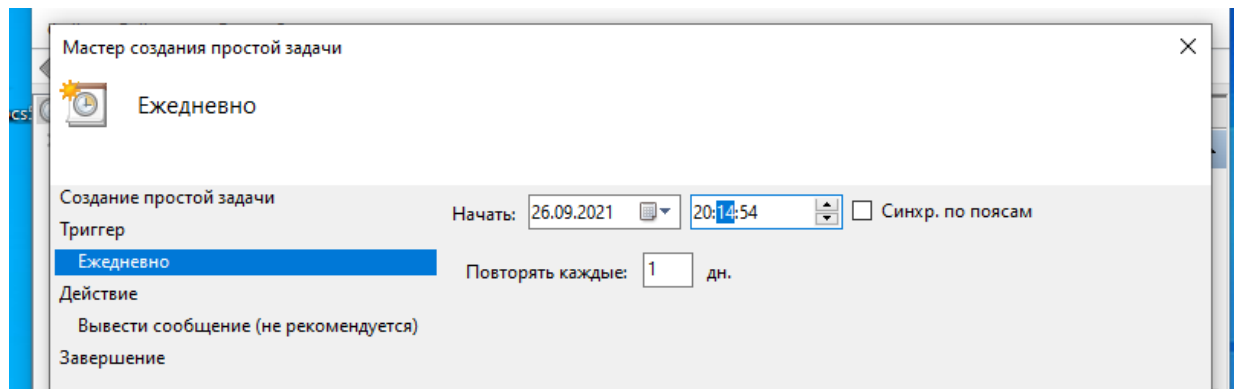 Мастер создания простой задачи
Ежедневно
Создание простой задачи
Начать: 26.09.2021 20:14:54 Синхр. по поясам
Триггер
Ежедневно
Повторять каждые: 1 дн.
Действие
Вывести сообщение (не рекомендуется)
Завершение